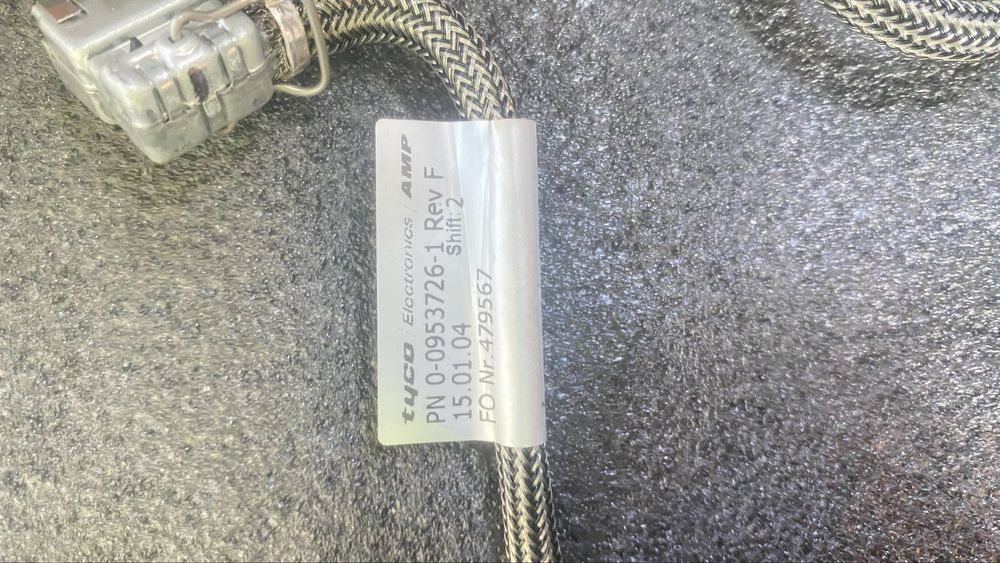 tyco / Electronics / AMP
PN 0-0953726-1 Rev F
15.01.04 Shift: 2
FO-Nr.479567